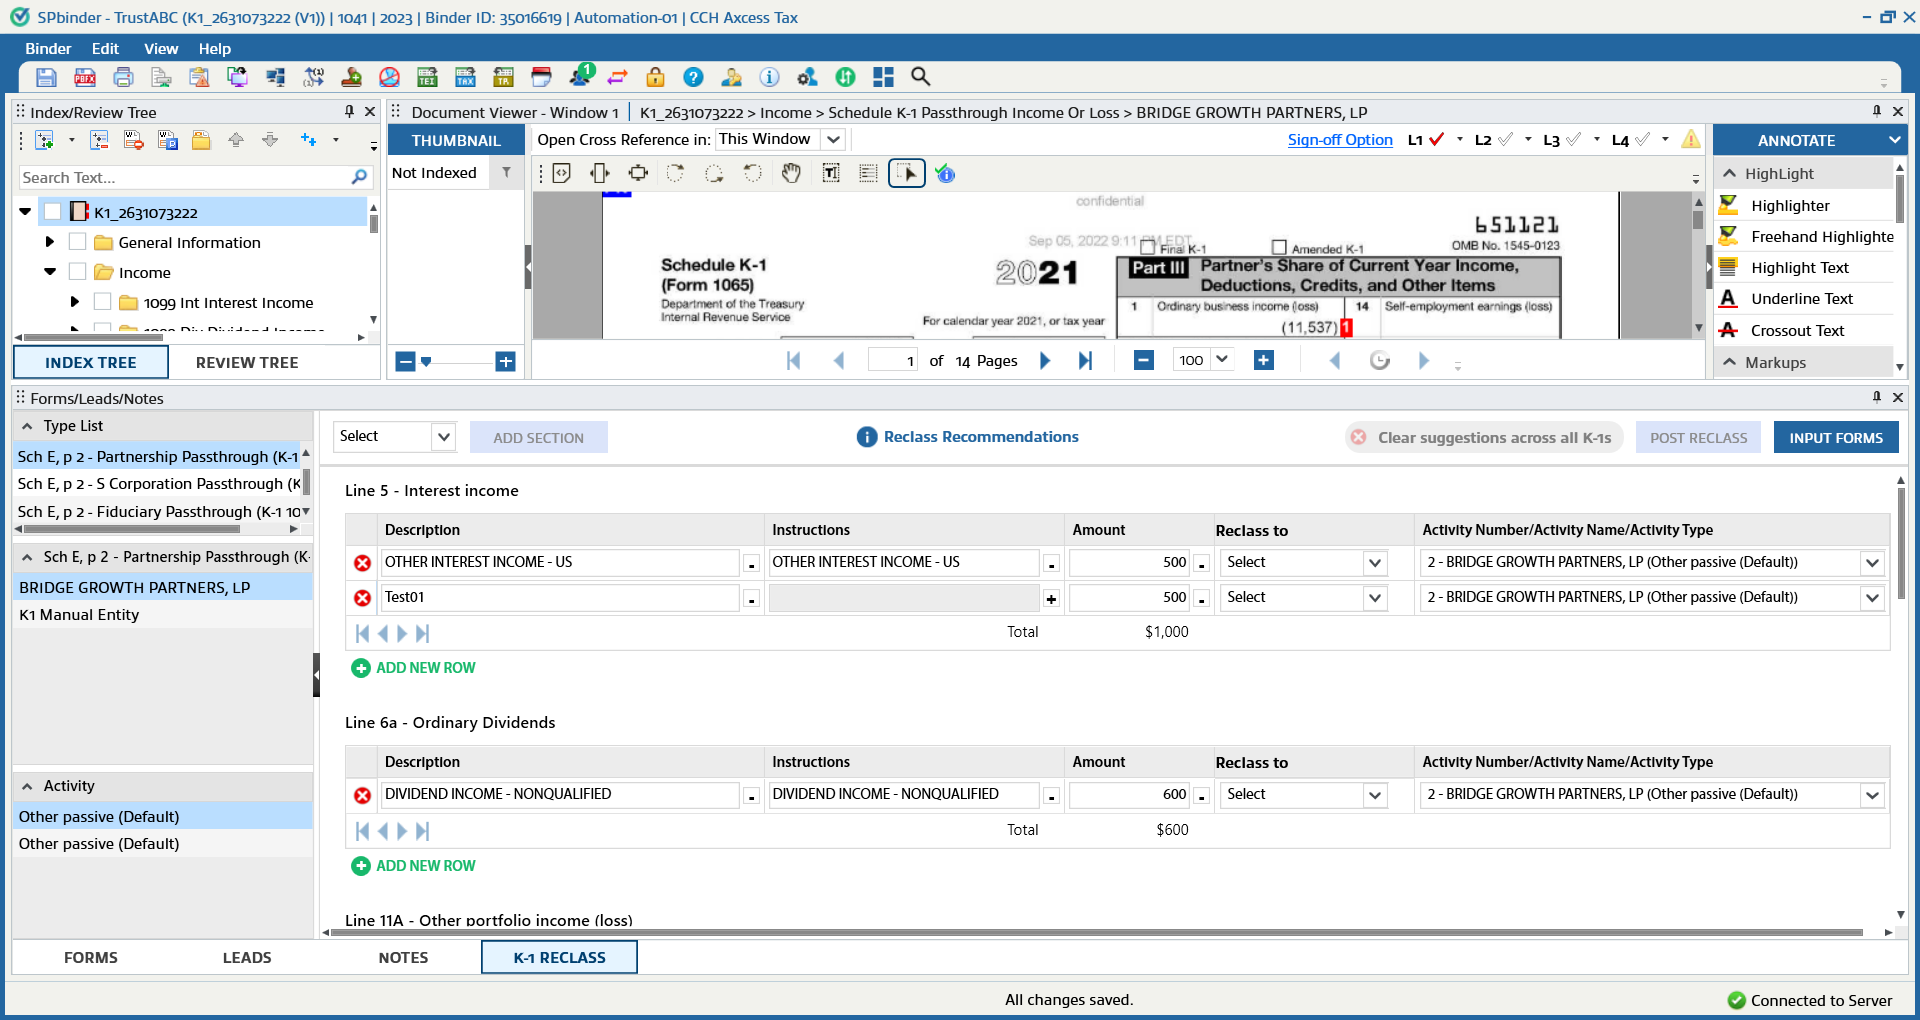 SPbinder - TrustABC (K1_2631073222 (V1)) | 1041 | 2023 | Binder ID: 35016619 | Automation-01 | CCH Axcess Tax
Binder Edit View Help
PBFX TEI TAX TR 1
Index/Review Tree
Search Text...
K1_2631073222
General Information
Income
1099 Int Interest Income
1099 Div Dividend Income
INDEX TREE REVIEW TREE
Document Viewer - Window 1 | K1_2631073222 > Income > Schedule K-1 Passthrough Income Or Loss > BRIDGE GROWTH PARTNERS, LP
THUMBNAIL
Not Indexed
Open Cross Reference in: This Window
Sign-off Option L1 L2 L3 L4
confidential
Sep 05, 2022 9:11 PM EDT
651121
Final K-1 Amended K-1 OMB No. 1545-0123
Schedule K-1
(Form 1065)
Department of the Treasury
Internal Revenue Service
2021
For calendar year 2021, or tax year
Part III Partner's Share of Current Year Income,
Deductions, Credits, and Other Items
1 Ordinary business income (loss) 14 Self-employment earnings (loss)
(11,537) 1
1 of 14 Pages 100
ANNOTATE
HighLight
Highlighter
Freehand Highlighte
Highlight Text
Underline Text
Crossout Text
Markups
Forms/Leads/Notes
Type List
Sch E, p 2 - Partnership Passthrough (K-1
Sch E, p 2 - S Corporation Passthrough (K
Sch E, p 2 - Fiduciary Passthrough (K-1 10
Sch E, p 2 - Partnership Passthrough (K-
BRIDGE GROWTH PARTNERS, LP
K1 Manual Entity
Activity
Other passive (Default)
Other passive (Default)
Select ADD SECTION Reclass Recommendations Clear suggestions across all K-1s POST RECLASS INPUT FORMS
Line 5 - Interest income
Description Instructions Amount Reclass to Activity Number/Activity Name/Activity Type
OTHER INTEREST INCOME - US OTHER INTEREST INCOME - US 500 Select 2 - BRIDGE GROWTH PARTNERS, LP (Other passive (Default))
Test01 500 Select 2 - BRIDGE GROWTH PARTNERS, LP (Other passive (Default))
Total $1,000
ADD NEW ROW
Line 6a - Ordinary Dividends
Description Instructions Amount Reclass to Activity Number/Activity Name/Activity Type
DIVIDEND INCOME - NONQUALIFIED DIVIDEND INCOME - NONQUALIFIED 600 Select 2 - BRIDGE GROWTH PARTNERS, LP (Other passive (Default))
Total $600
ADD NEW ROW
Line 11A - Other portfolio income (loss)
FORMS LEADS NOTES K-1 RECLASS
All changes saved.
Connected to Server